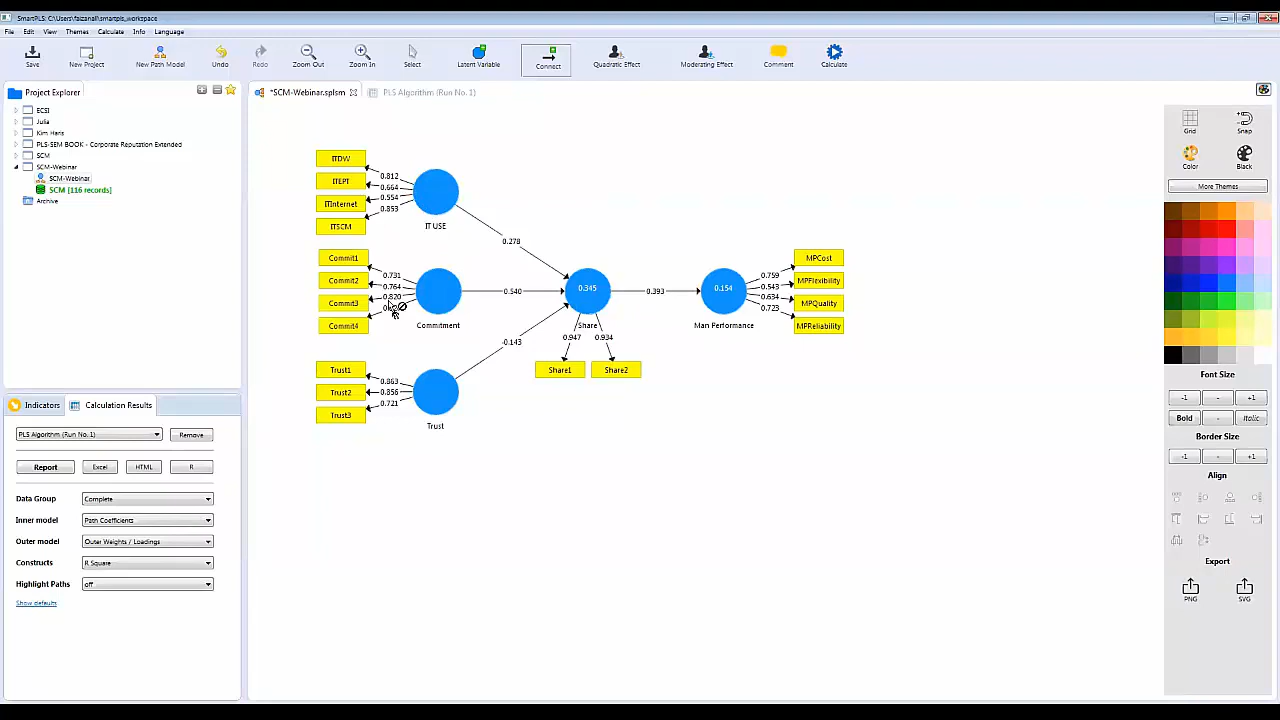 SmartPLS: C:\Users\faizanali\smartpls_workspace
File Edit View Themes Calculate Info Language
Save New Project New Path Model Undo Redo Zoom Out Zoom In Select Latent Variable Connect Quadratic Effect Moderating Effect Comment Calculate
Project Explorer
ECSI
Julia
Kim Haris
PLS-SEM BOOK - Corporate Reputation Extended
SCM
SCM-Webinar
SCM-Webinar
SCM [116 records]
Archive
Indicators Calculation Results
PLS Algorithm (Run No. 1) Remove
Report Excel HTML R
Data Group Complete
Inner model Path Coefficients
Outer model Outer Weights / Loadings
Constructs R Square
Highlight Paths off
Show defaults
*SCM-Webinar.splsm PLS Algorithm (Run No. 1)
ITDW
ITEPT
ITInternet
ITSCM
0.812
0.664
0.554
0.853
IT USE
0.278
Commit1
Commit2
Commit3
Commit4
0.731
0.764
0.820
Commitment
0.540
Trust1
Trust2
Trust3
0.863
0.856
0.721
Trust
-0.143
0.345
Share
0.947 0.934
Share1 Share2
0.393
0.154
Man Performance
0.759
0.543
0.634
0.723
MPCost
MPFlexibility
MPQuality
MPReliability
Grid Snap
Color Black
More Themes
Font Size
-1 - +1
Bold - Italic
Border Size
-1 - +1
Align
Export
PNG SVG